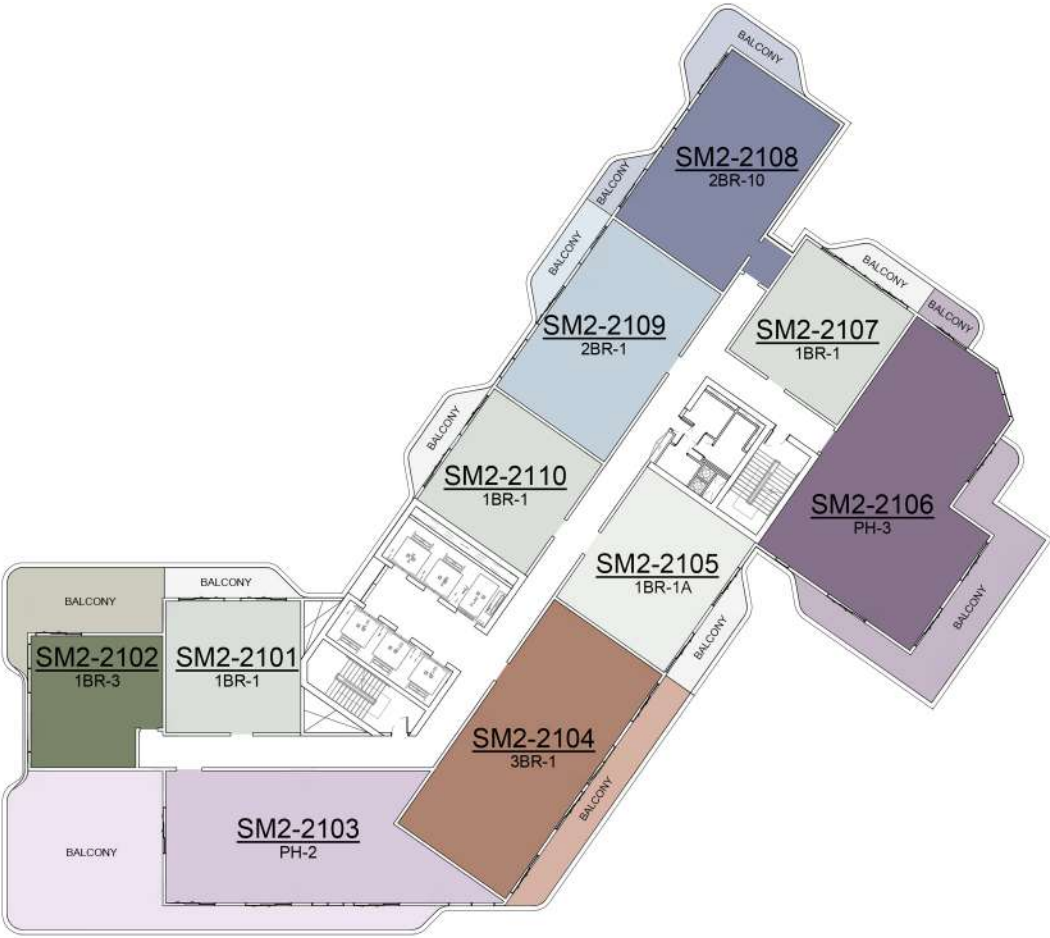 BALCONY
SM2-2108
2BR-10
BALCONY
BALCONY
SM2-2109
2BR-1
BALCONY
BALCONY
SM2-2107
1BR-1
BALCONY
SM2-2110
1BR-1
SM2-2106
PH-3
BALCONY
SM2-2105
1BR-1A
BALCONY
BALCONY
BALCONY
SM2-2102
1BR-3
SM2-2101
1BR-1
SM2-2104
3BR-1
BALCONY
SM2-2103
PH-2
BALCONY